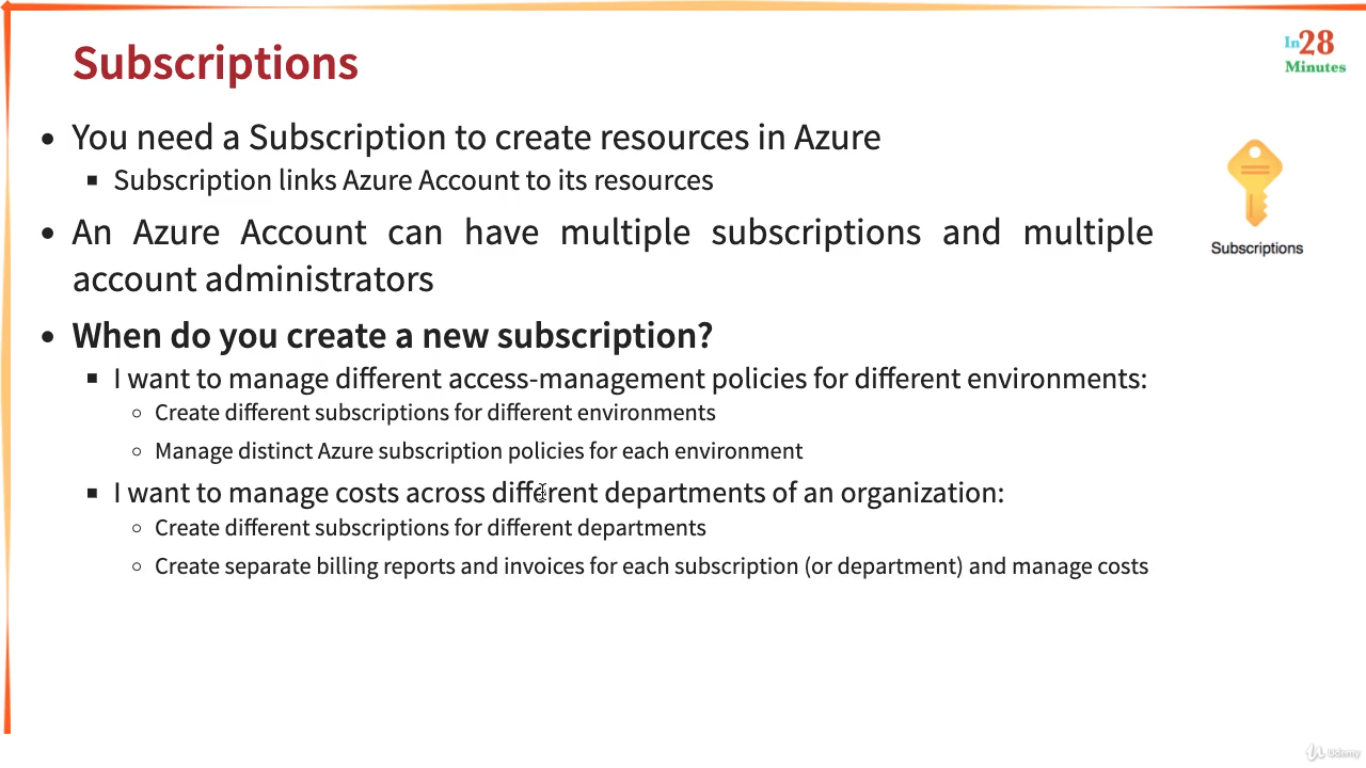 Subscriptions
In28
Minutes
• You need a Subscription to create resources in Azure
▪ Subscription links Azure Account to its resources
• An Azure Account can have multiple subscriptions and multiple
account administrators
Subscriptions
• When do you create a new subscription?
▪ I want to manage different access-management policies for different environments:
○ Create different subscriptions for different environments
○ Manage distinct Azure subscription policies for each environment
▪ I want to manage costs across different departments of an organization:
○ Create different subscriptions for different departments
○ Create separate billing reports and invoices for each subscription (or department) and manage costs
Udemy